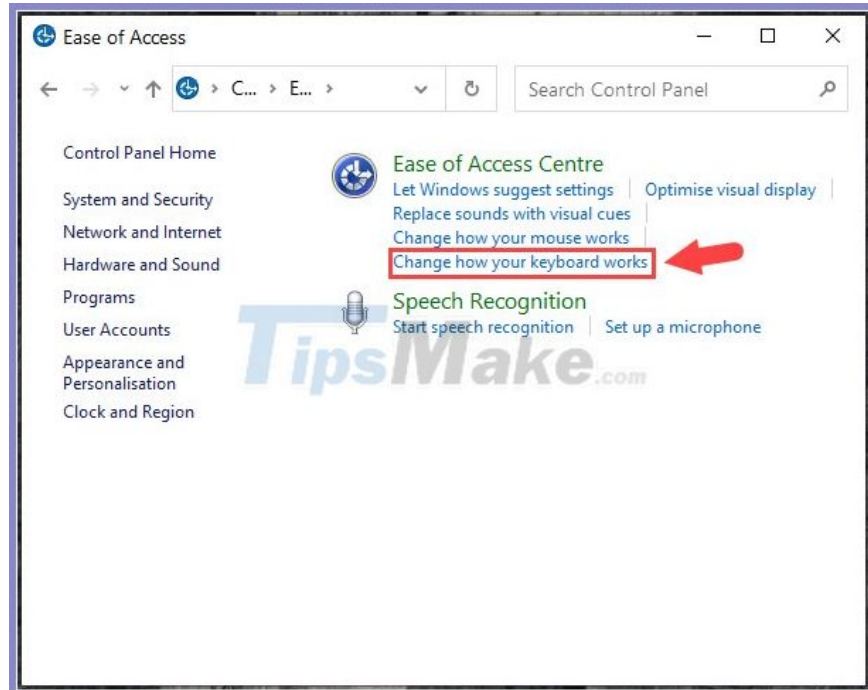 Ease of Access
C... > E... >
Search Control Panel
Control Panel Home
System and Security
Network and Internet
Hardware and Sound
Programs
User Accounts
Appearance and
Personalisation
Clock and Region
Ease of Access Centre
Let Windows suggest settings | Optimise visual display |
Replace sounds with visual cues |
Change how your mouse works |
Change how your keyboard works
Speech Recognition
Start speech recognition | Set up a microphone
TipsMake.com